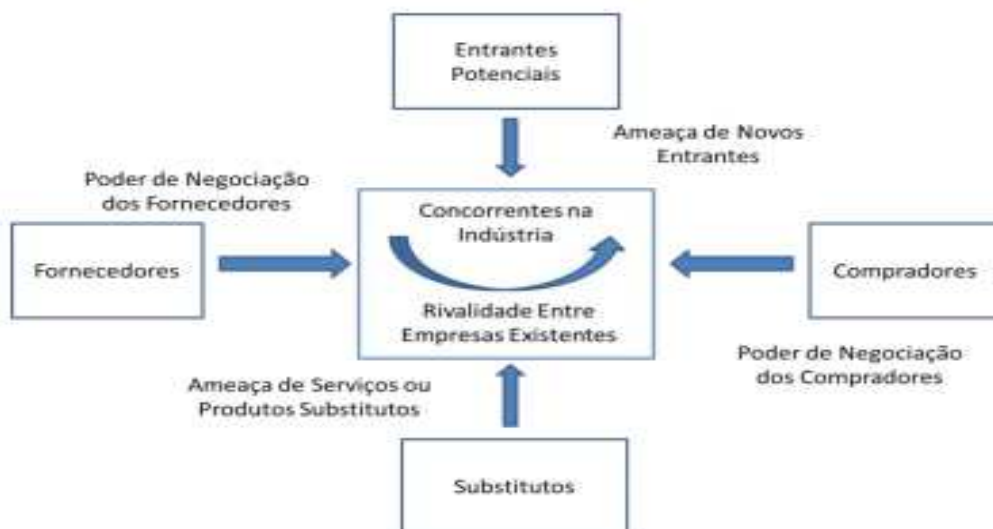 Entrantes
Potenciais
Ameaça de Novos
Entrantes
Poder de Negociação
dos Fornecedores
Concorrentes na
Indústria
Fornecedores
Compradores
Rivalidade Entre
Empresas Existentes
Poder de Negociação
dos Compradores
Ameaça de Serviços ou
Produtos Substitutos
Substitutos